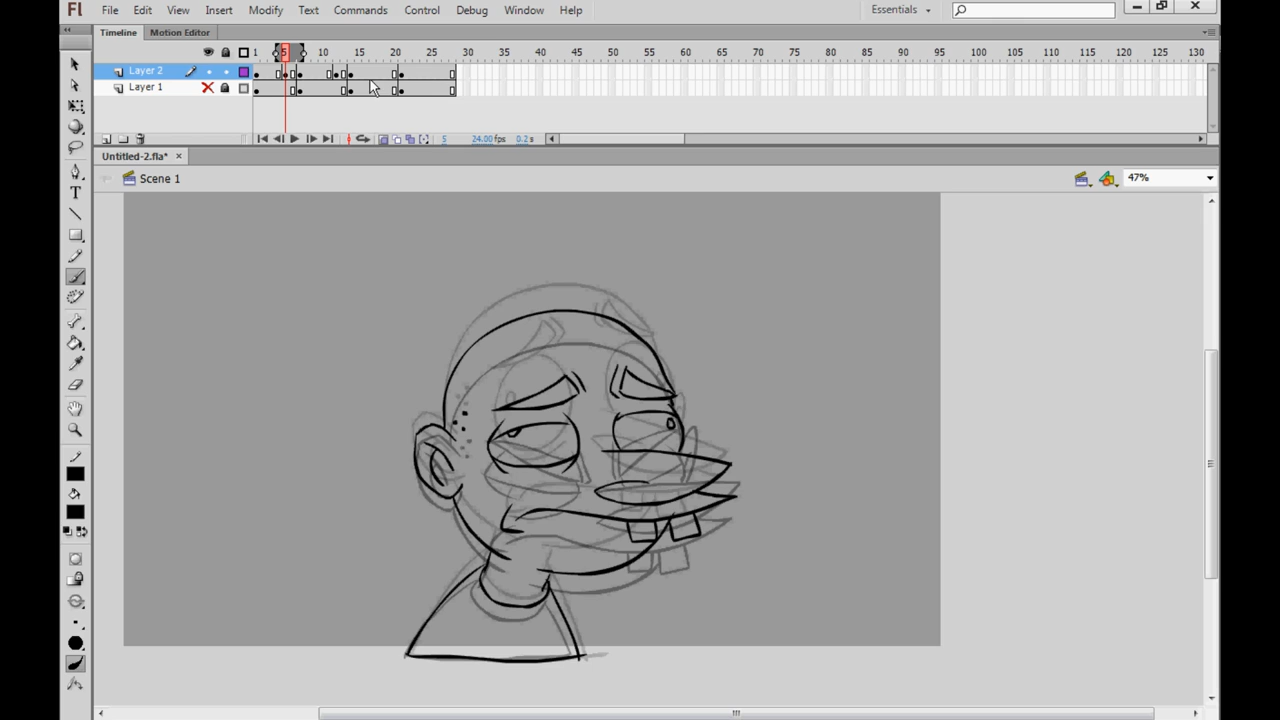 Fl File Edit View Insert Modify Text Commands Control Debug Window Help Essentials
Timeline Motion Editor
1 5 10 15 20 25 30 35 40 45 50 55 60 65 70 75 80 85 90 95 100 105 110 115 120 125 130
Layer 2
Layer 1
5 24.00 fps 0.2 s
Untitled-2.fla*
Scene 1 47%
T